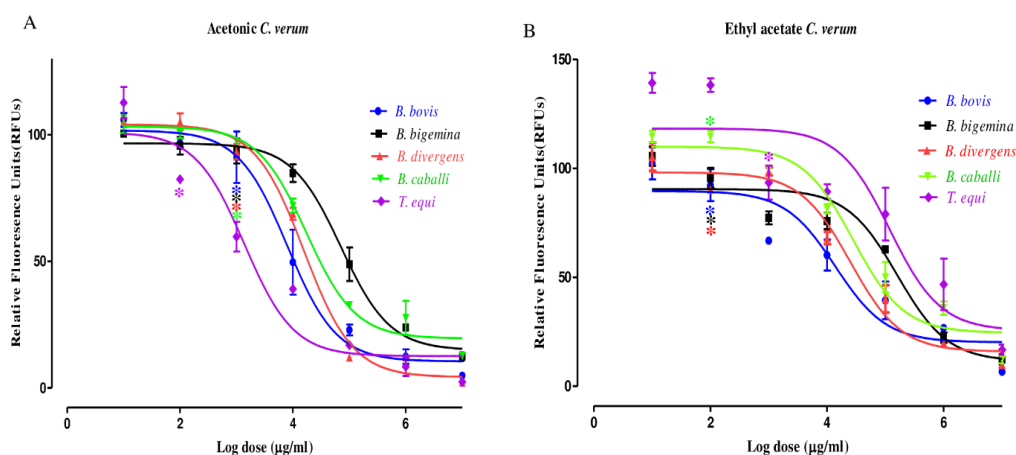 A
Acetonic C. verum
Relative Fluorescence Units(RFUs)
100
50
0
B. bovis
B. bigemina
B. divergens
B. caballi
T. equi
*
*
*
*
*
0
2
4
6
Log dose (µg/ml)
B
Ethyl acetate C. verum
Relative Fluorescence Units(RFUs)
150
100
50
0
B. bovis
B. bigemina
B. divergens
B. caballi
T. equi
*
*
*
*
*
0
2
4
6
Log dose (µg/ml)